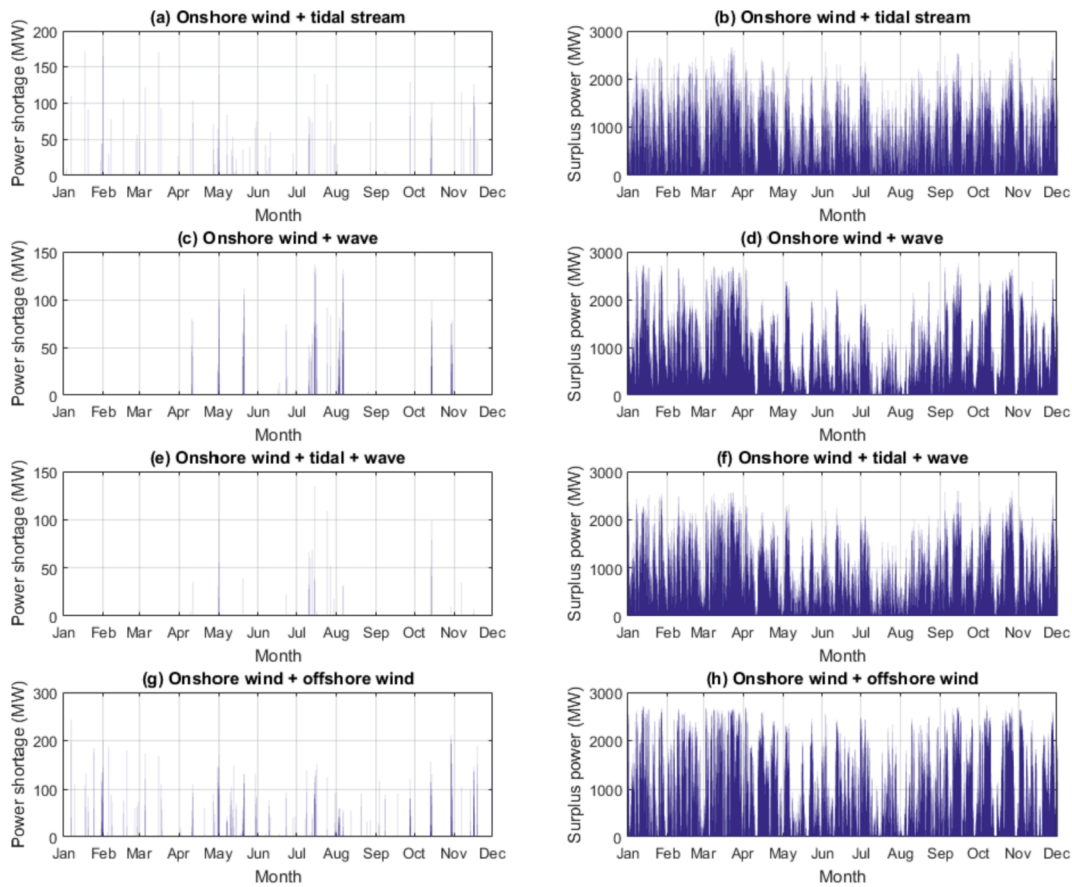 (a) Onshore wind + tidal stream
Power shortage (MW)
200
150
100
50
0
Jan Feb Mar Apr May Jun Jul Aug Sep Oct Nov Dec
Month
(b) Onshore wind + tidal stream
Surplus power (MW)
3000
2000
1000
0
Jan Feb Mar Apr May Jun Jul Aug Sep Oct Nov Dec
Month
(c) Onshore wind + wave
Power shortage (MW)
150
100
50
0
Jan Feb Mar Apr May Jun Jul Aug Sep Oct Nov Dec
Month
(d) Onshore wind + wave
Surplus power (MW)
3000
2000
1000
0
Jan Feb Mar Apr May Jun Jul Aug Sep Oct Nov Dec
Month
(e) Onshore wind + tidal + wave
Power shortage (MW)
150
100
50
0
Jan Feb Mar Apr May Jun Jul Aug Sep Oct Nov Dec
Month
(f) Onshore wind + tidal + wave
Surplus power (MW)
3000
2000
1000
0
Jan Feb Mar Apr May Jun Jul Aug Sep Oct Nov Dec
Month
(g) Onshore wind + offshore wind
Power shortage (MW)
300
200
100
0
Jan Feb Mar Apr May Jun Jul Aug Sep Oct Nov Dec
Month
(h) Onshore wind + offshore wind
Surplus power (MW)
3000
2000
1000
0
Jan Feb Mar Apr May Jun Jul Aug Sep Oct Nov Dec
Month